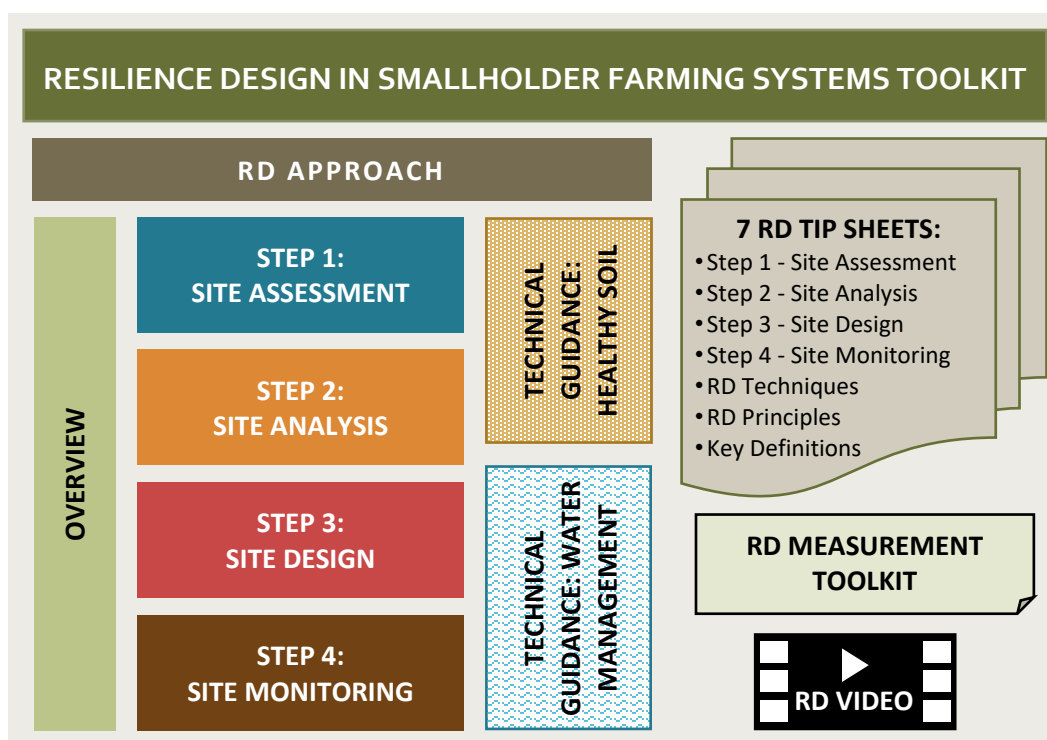 RESILIENCE DESIGN IN SMALLHOLDER FARMING SYSTEMS TOOLKIT
RD APPROACH
OVERVIEW
STEP 1:
SITE ASSESSMENT
STEP 2:
SITE ANALYSIS
STEP 3:
SITE DESIGN
STEP 4:
SITE MONITORING
TECHNICAL
GUIDANCE:
HEALTHY SOIL
TECHNICAL
GUIDANCE: WATER
MANAGEMENT
7 RD TIP SHEETS:
•Step 1 - Site Assessment
•Step 2 - Site Analysis
•Step 3 - Site Design
•Step 4 - Site Monitoring
•RD Techniques
•RD Principles
•Key Definitions
RD MEASUREMENT
TOOLKIT
RD VIDEO